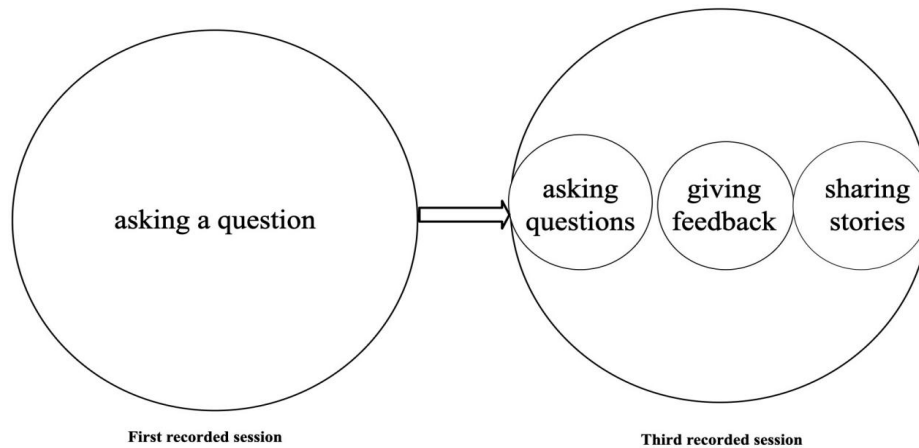 asking a question
asking
questions
giving
feedback
sharing
stories
First recorded session
Third recorded session